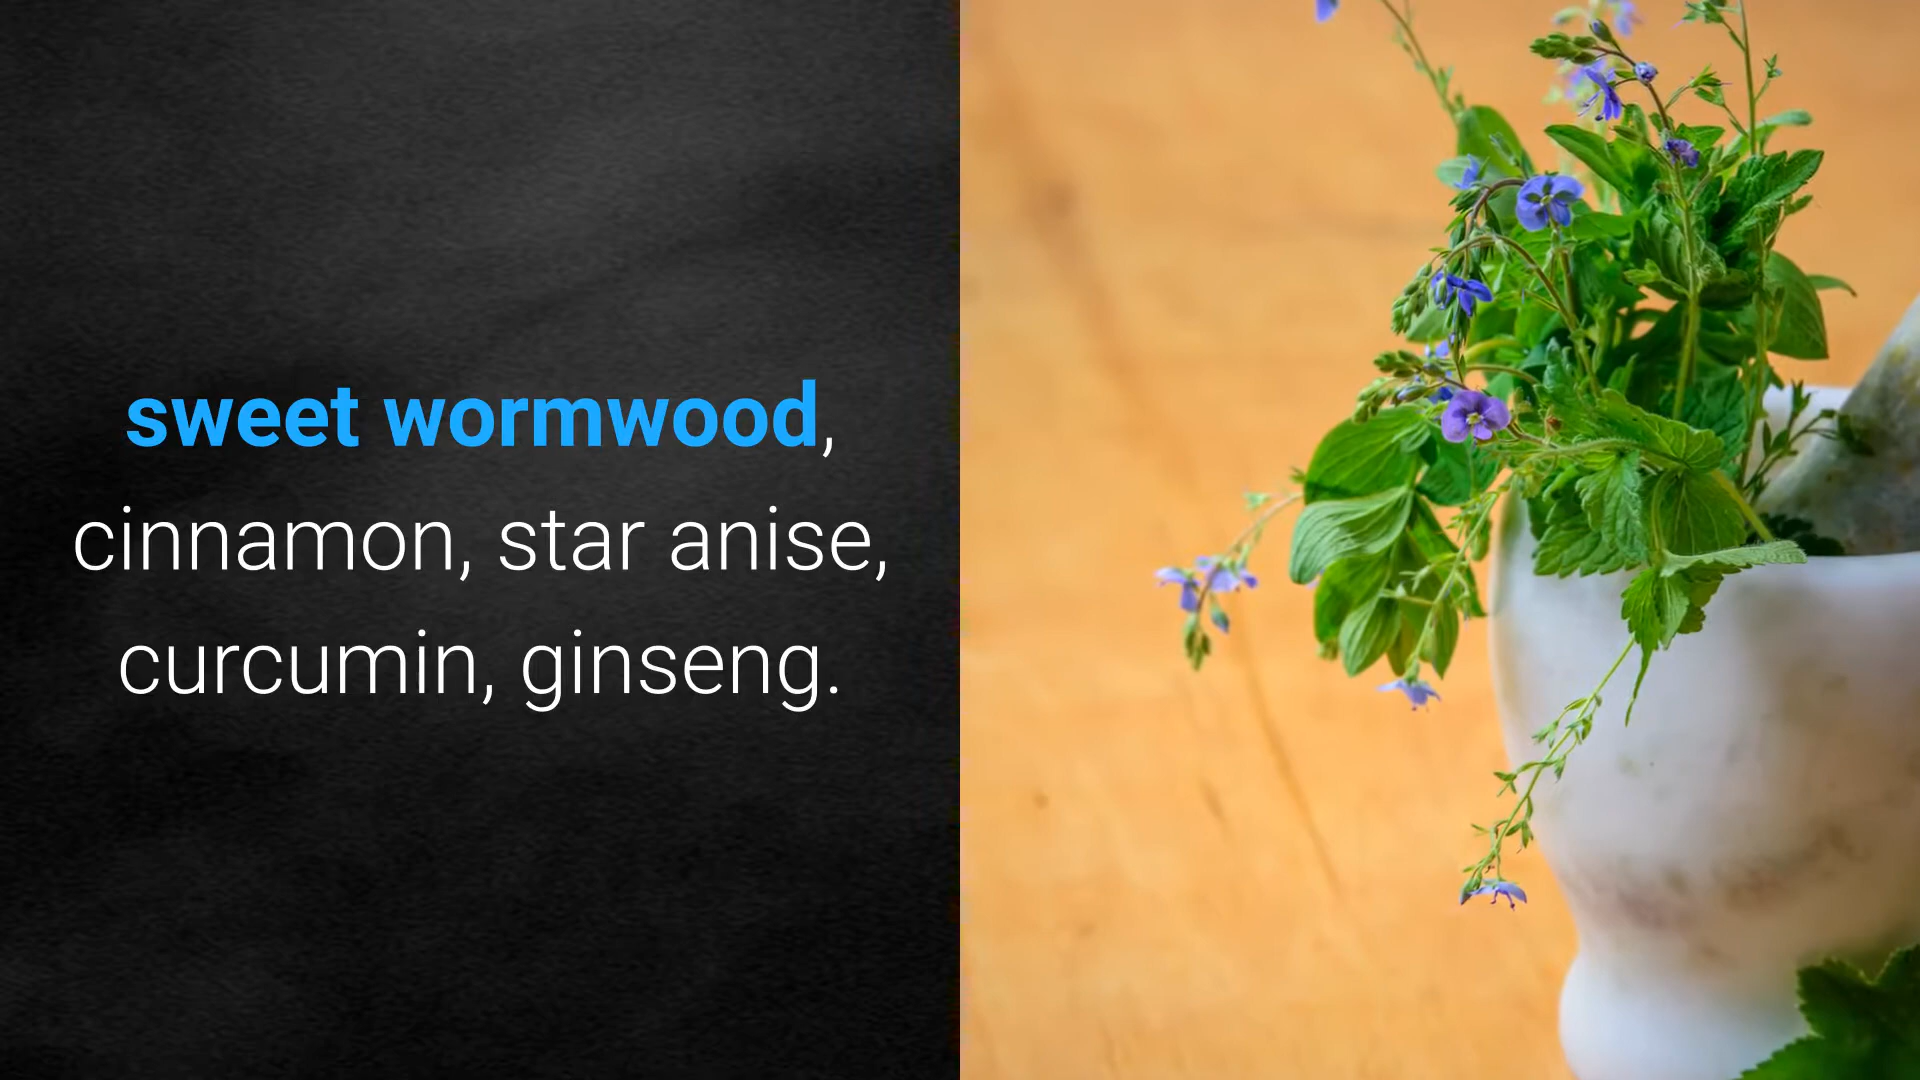 sweet wormwood,
cinnamon, star anise,
curcumin, ginseng.